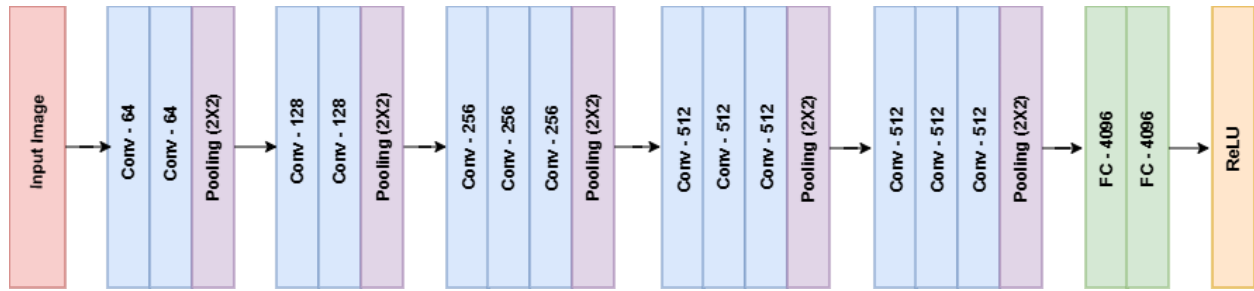 Input Image
Conv - 64
Conv - 64
Pooling (2X2)
Conv - 128
Conv - 128
Pooling (2X2)
Conv - 256
Conv - 256
Conv - 256
Pooling (2X2)
Conv - 512
Conv - 512
Conv - 512
Pooling (2X2)
Conv - 512
Conv - 512
Conv - 512
Pooling (2X2)
FC - 4096
FC - 4096
ReLU